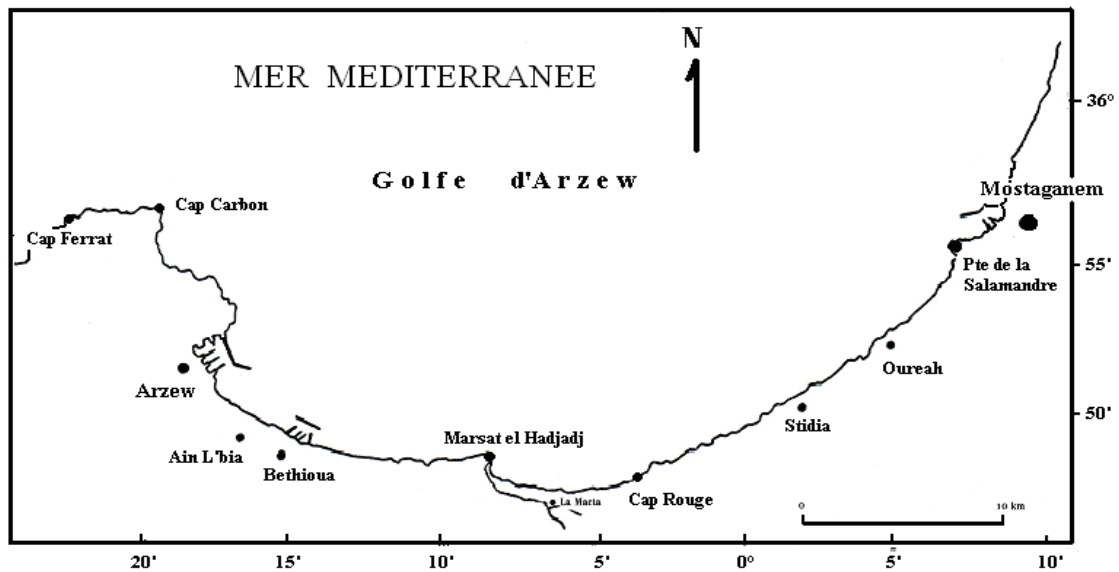 N
MER MEDITERRANEE
36°
Golfe d'Arzew
Mostaganem
Cap Carbon
Cap Ferrat
Pte de la
Salamandre
55'
Oureah
Arzew
50'
Stidia
Marsat el Hadjadj
Ain L'bia
Bethioua
Cap Rouge
La Macta
0 10 km
20' 15' 10' 5' 0° 5' 10'